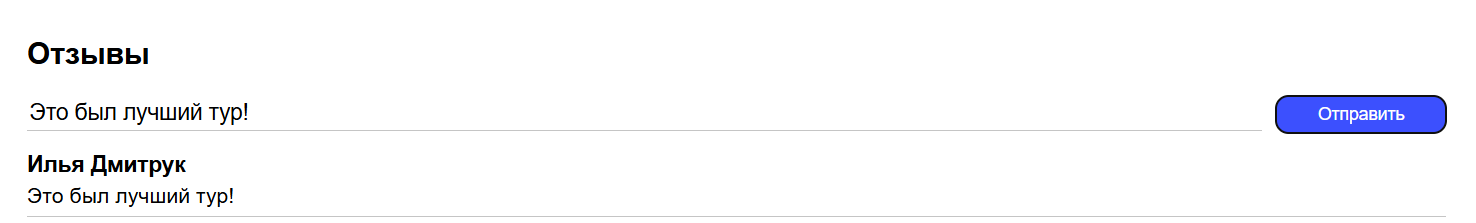 Отзывы
Это был лучший тур!
Отправить
Илья Дмитрук
Это был лучший тур!